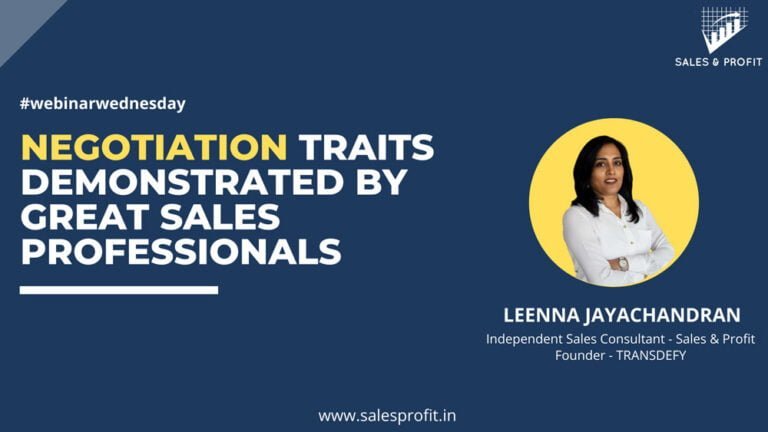 SALES & PROFIT
#webinarwednesday
NEGOTIATION TRAITS
DEMONSTRATED BY
GREAT SALES
PROFESSIONALS
LEENNA JAYACHANDRAN
Independent Sales Consultant - Sales & Profit
Founder - TRANSDEFY
www.salesprofit.in